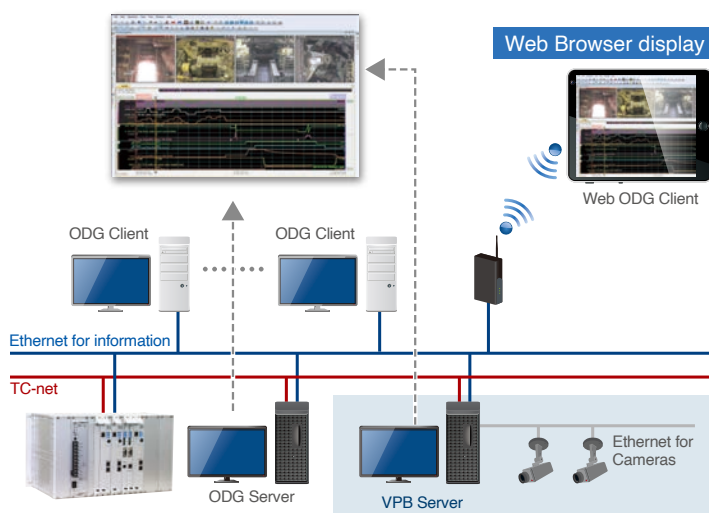 Web Browser display
Web ODG Client
ODG Client
ODG Client
Ethernet for information
TC-net
Ethernet for
Cameras
ODG Server
VPB Server